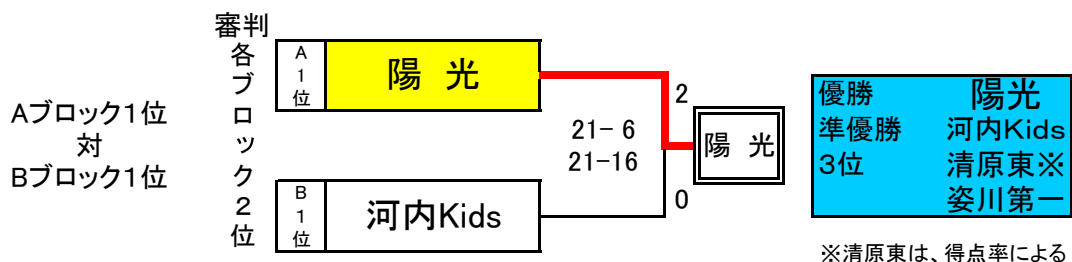 Aブロック1位
対
Bブロック1位
審判
各ブロック2位
A1位
陽 光
B1位
河内Kids
21- 6
21-16
2
0
陽 光
優勝 陽光
準優勝 河内Kids
3位 清原東※
姿川第一
※清原東は、得点率による